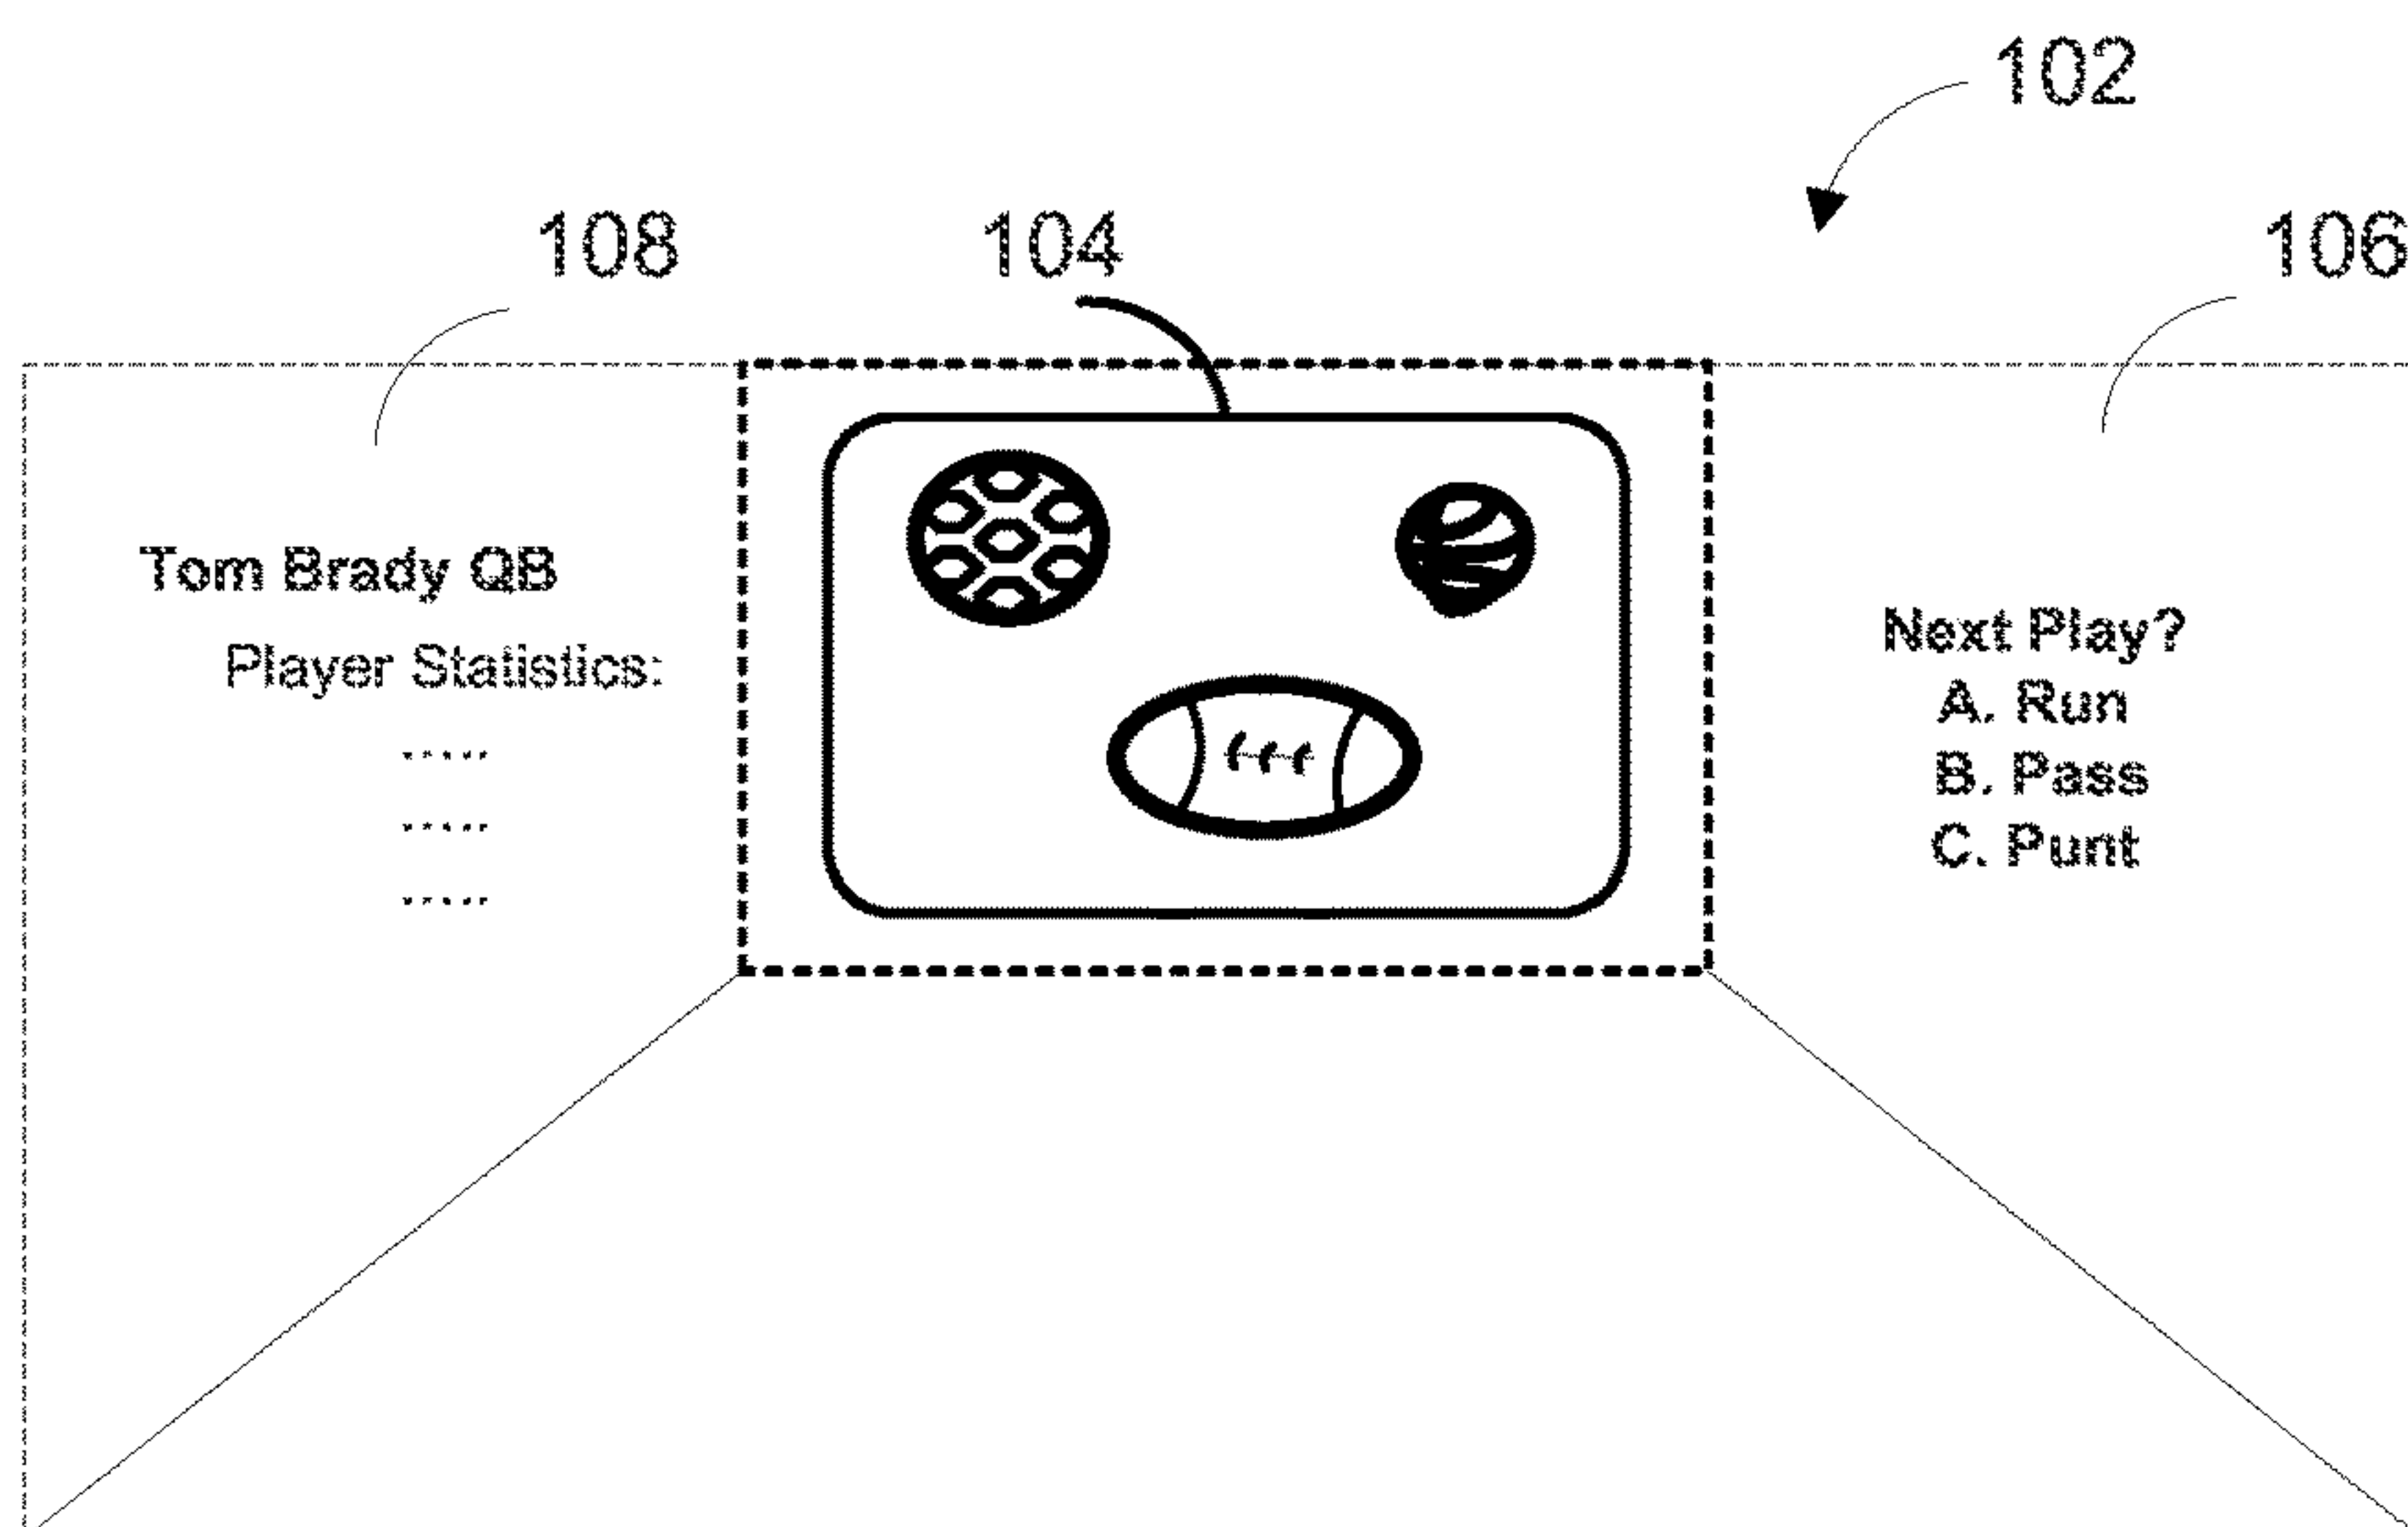 102
108
104
106
Tom Brady QB
Player Statistics:
.....
.....
.....
Next Play?
A. Run
B. Pass
C. Punt